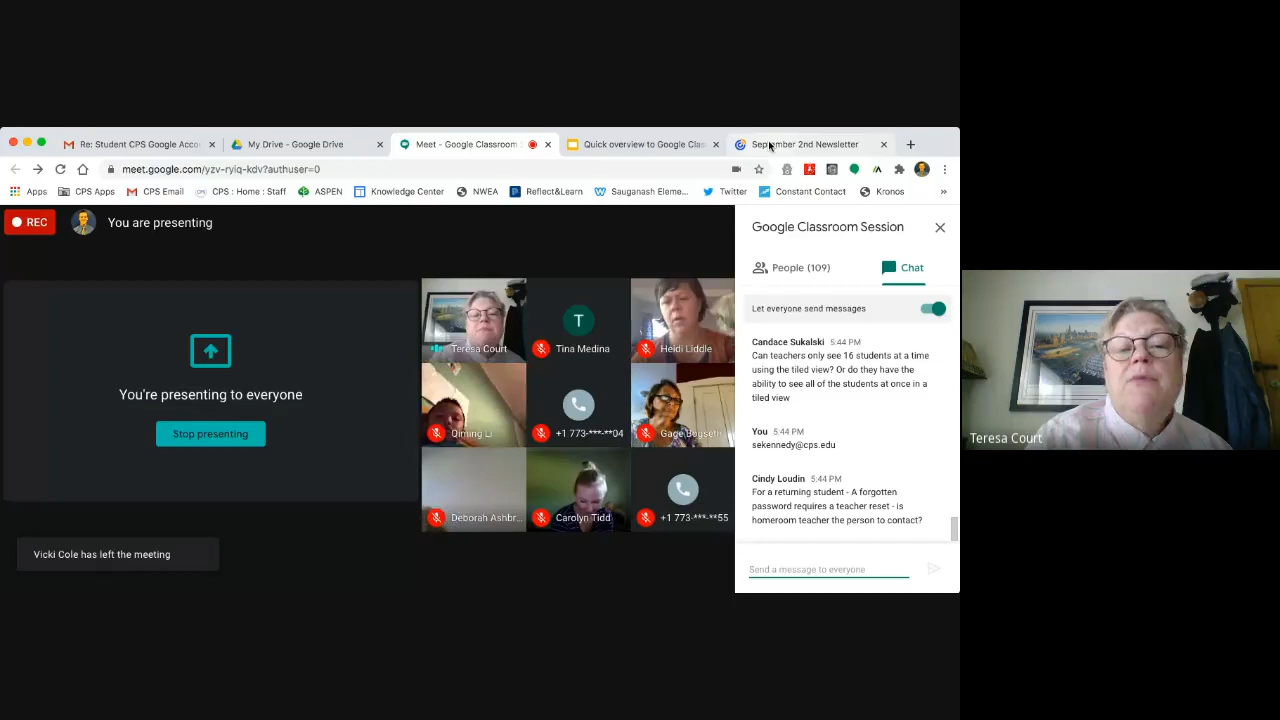 Re: Student CPS Google Acco
My Drive - Google Drive
Meet - Google Classroom
Quick overview to Google Clas
September 2nd Newsletter
meet.google.com/yzv-ryiq-kdv?authuser=0
Apps
CPS Apps
CPS Email
CPS : Home : Staff
ASPEN
Knowledge Center
NWEA
Reflect&Learn
Sauganash Eleme...
Twitter
Constant Contact
Kronos
REC
You are presenting
Google Classroom Session
People (109)
Chat
Let everyone send messages
Candace Sukalski 5:44 PM
Can teachers only see 16 students at a time
using the tiled view? Or do they have the
ability to see all of the students at once in a
tiled view
You 5:44 PM
sekennedy@cps.edu
Cindy Loudin 5:44 PM
For a returning student - A forgotten
password requires a teacher reset - is
homeroom teacher the person to contact?
Send a message to everyone
You're presenting to everyone
Stop presenting
Teresa Court
T
Tina Medina
Heidi Liddle
Qiming Li
+1 773-***-**04
Gage Bogseth
Deborah Ashbr...
Carolyn Tidd
+1 773-***-**55
Vicki Cole has left the meeting
Teresa Court